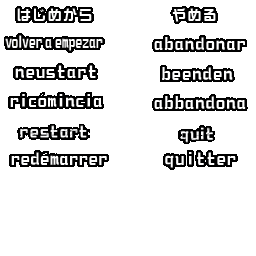 はじめから やめる
volver a empezar abandonar
neustart beenden
ricómincia abbandona
restart quit
redémarrer quitter